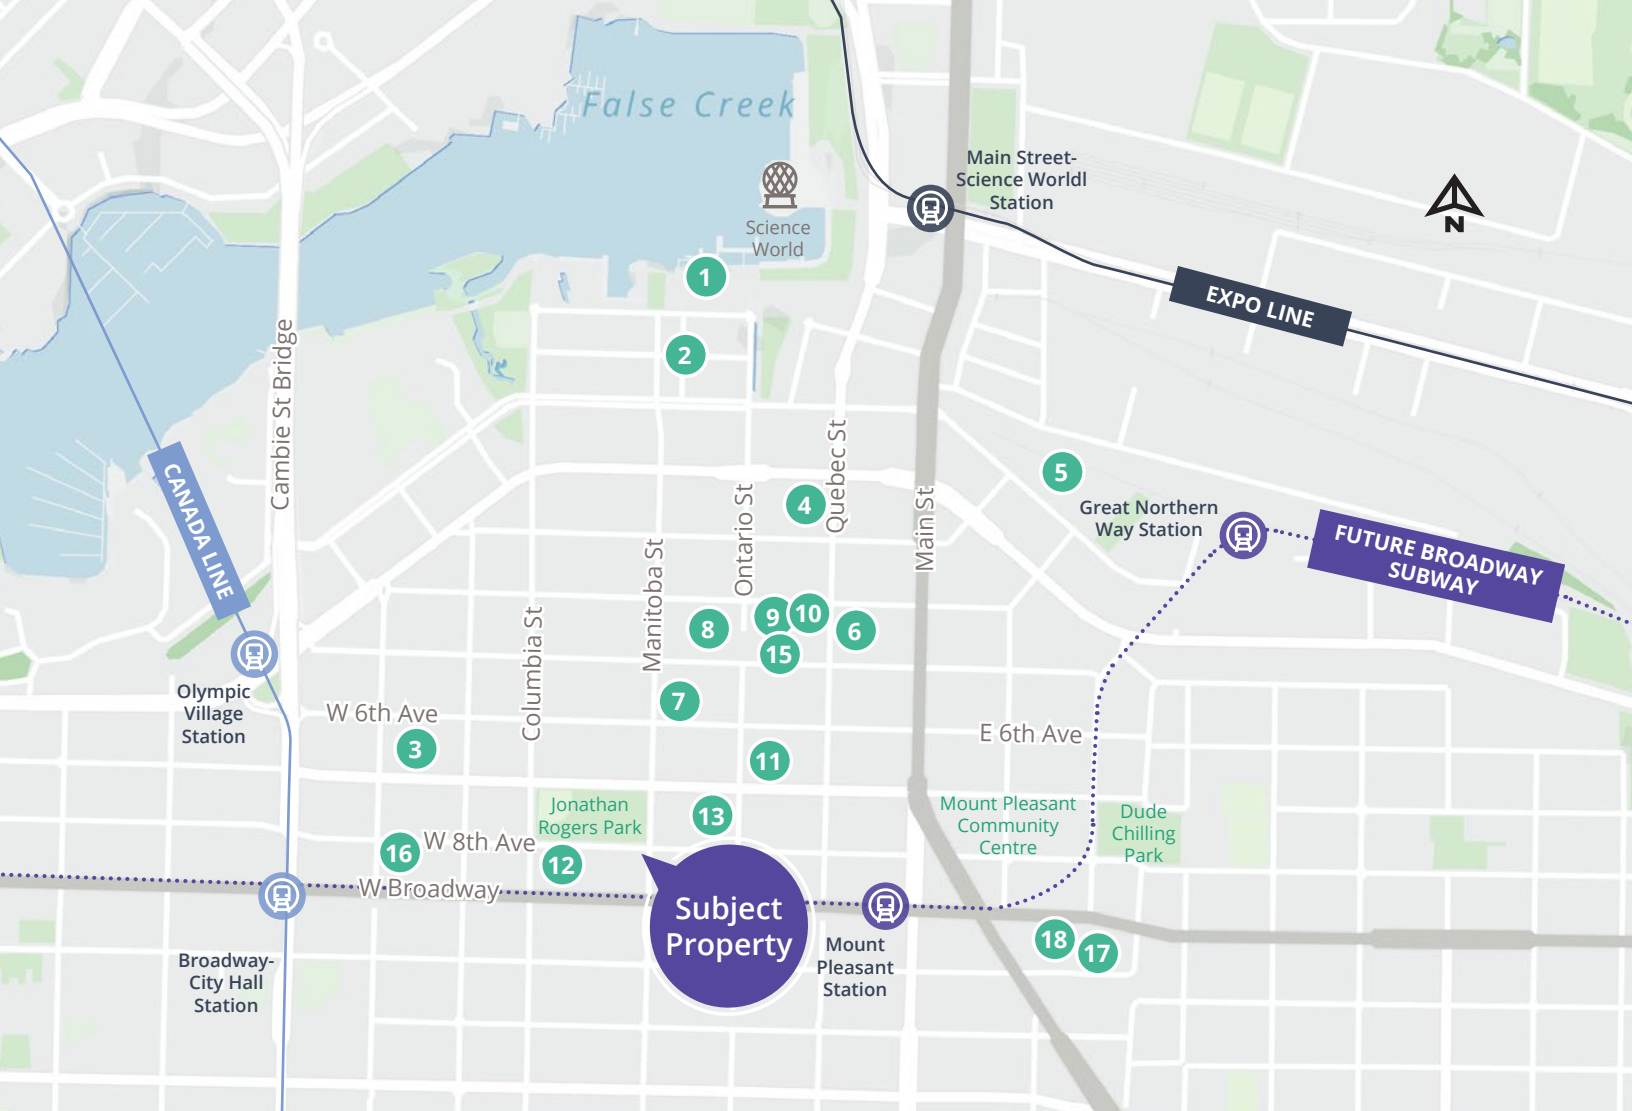 False Creek
Main Street-
Science Worldl
Station
N
Science
World
1
EXPO LINE
2
Cambie St Bridge
CANADA LINE
Quebec St
5
4
Ontario St
Main St
Great Northern
Way Station
FUTURE BROADWAY
SUBWAY
Manitoba St
Columbia St
8
9
10
6
15
Olympic
Village
Station
7
W 6th Ave
3
E 6th Ave
11
Jonathan
Rogers Park
13
Mount Pleasant
Community
Centre
Dude
Chilling
Park
16
W 8th Ave
12
W Broadway
Subject
Property
Mount
Pleasant
Station
18
17
Broadway-
City Hall
Station